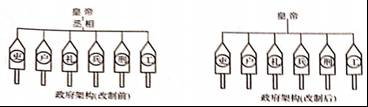 皇帝 皇帝
丞相
吏 户 礼 兵 刑 工 吏 户 礼 兵 刑 工
政府架构(改制前) 政府架构(改制后)